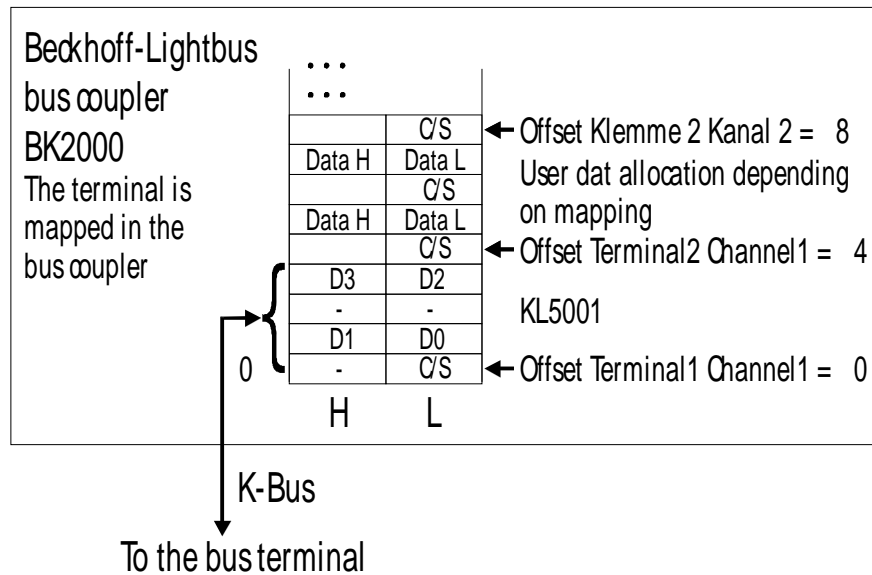 Beckhoff-Lightbus
bus coupler
BK2000
The terminal is
mapped in the
bus coupler
...
...
C/S
Offset Klemme 2 Kanal 2 = 8
Data H Data L
User dat allocation depending
C/S
on mapping
Data H Data L
C/S
Offset Terminal2 Channel1 = 4
D3 D2
- -
KL5001
D1 D0
0
- C/S
Offset Terminal1 Channel1 = 0
H L
K-Bus
To the bus terminal